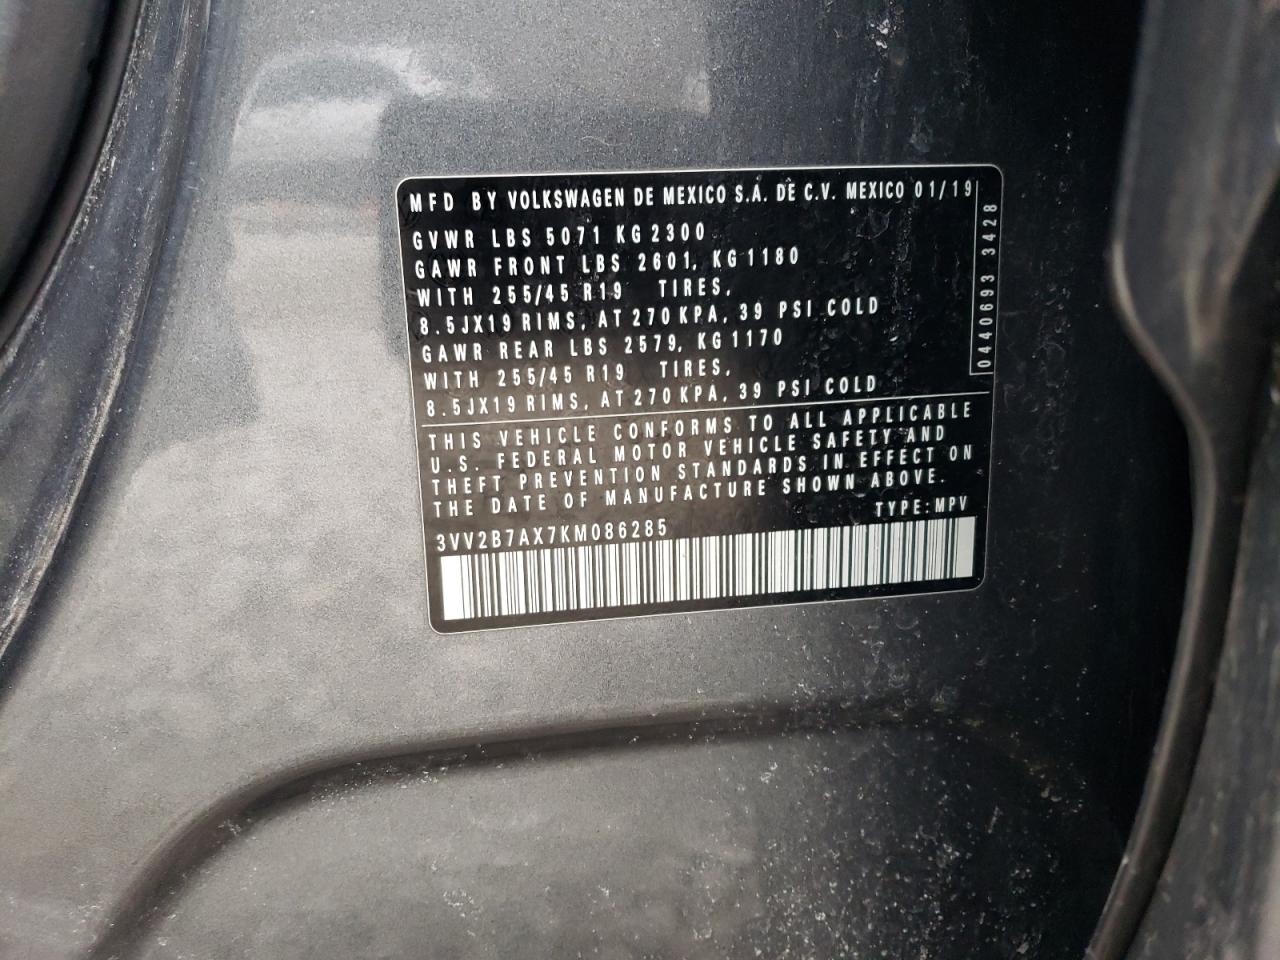 MFD BY VOLKSWAGEN DE MEXICO S.A. DE C.V. MEXICO 01/19
GVWR LBS 5071 KG 2300
GAWR FRONT LBS 2601, KG 1180
WITH 255/45 R19 TIRES,
8.5JX19 RIMS, AT 270 KPA, 39 PSI COLD
GAWR REAR LBS 2579, KG 1170
WITH 255/45 R19 TIRES,
8.5JX19 RIMS, AT 270 KPA, 39 PSI COLD
0440693 3428
THIS VEHICLE CONFORMS TO ALL APPLICABLE
U.S. FEDERAL MOTOR VEHICLE SAFETY AND
THEFT PREVENTION STANDARDS IN EFFECT ON
THE DATE OF MANUFACTURE SHOWN ABOVE.
TYPE: MPV
3VV2B7AX7KM086285